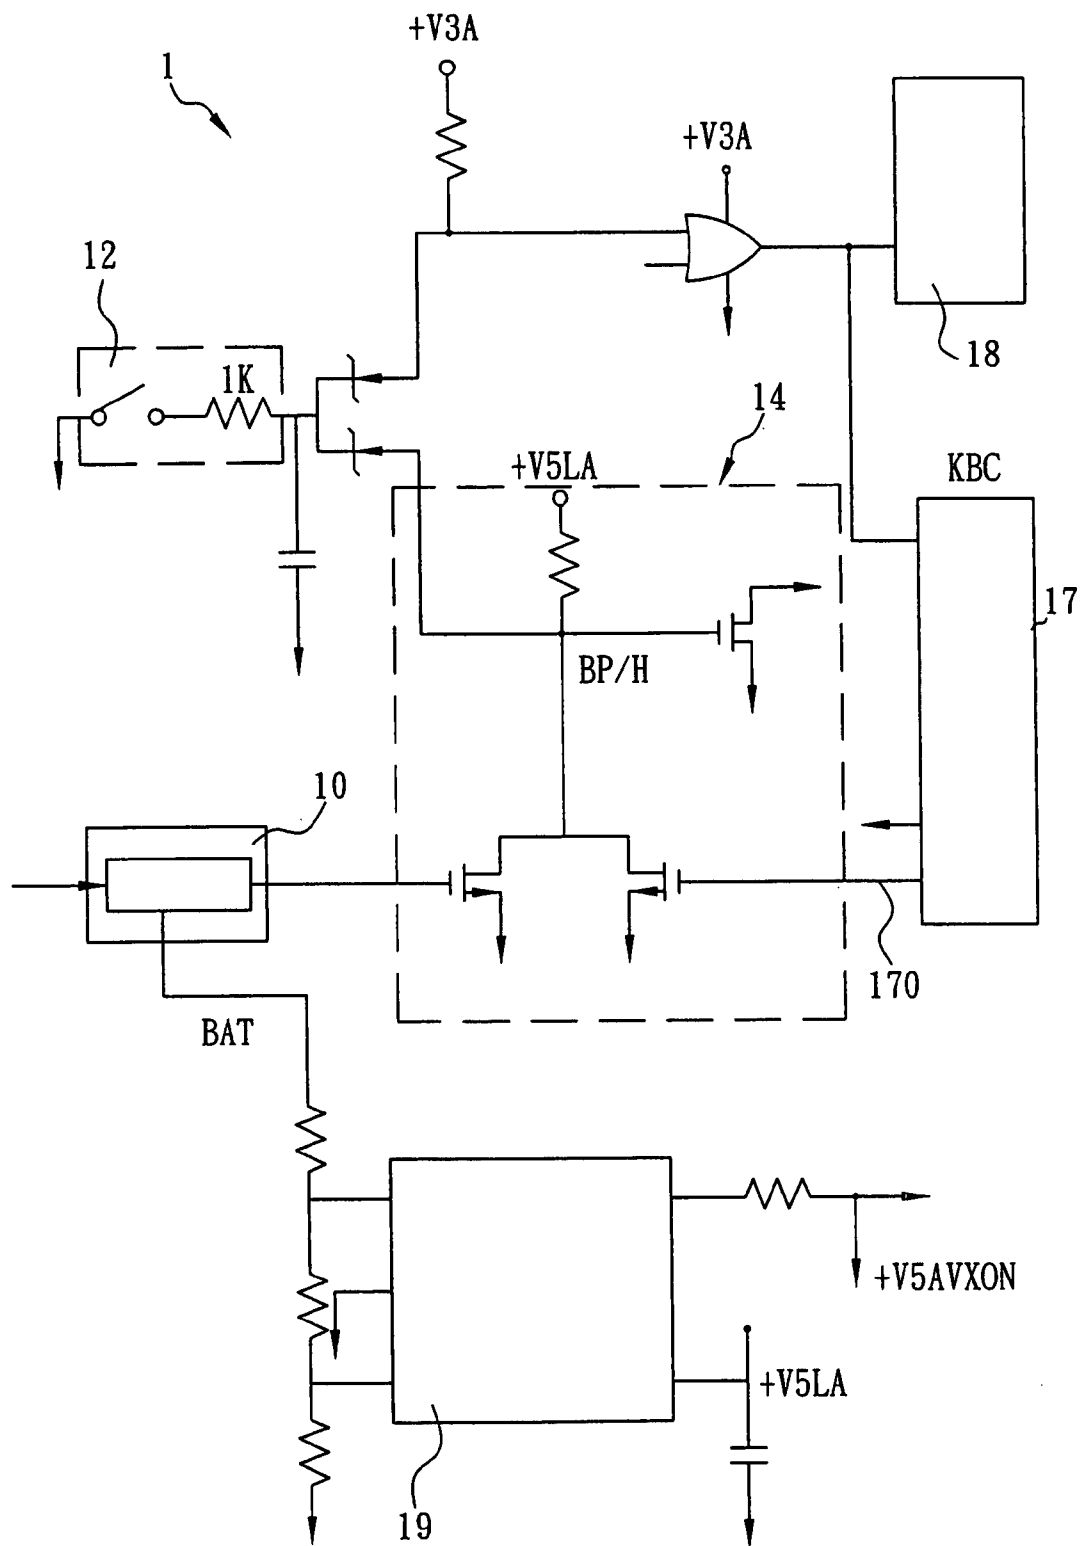 +V3A
1
+V3A
12
18
1K
14
+V5LA
KBC
17
BP/H
10
170
BAT
+V5AVXON
+V5LA
19